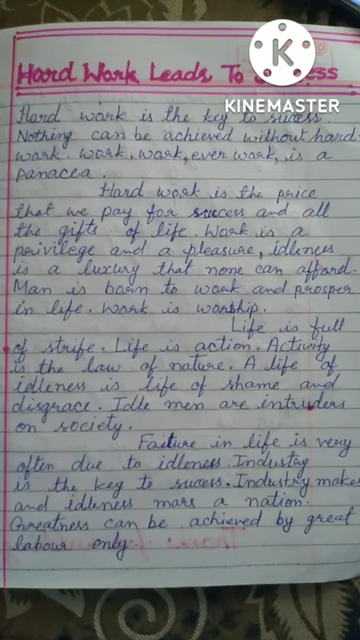 KINEMASTER
Hard Work Leads To Success
Hard work is the key to sucess.
Nothing can be achieved without hard
work. work, work, ever work, is a
panacea.
Hard work is the price
that we pay for success and all
the gifts of life. Work is a
privilege and a pleasure, idleness
is a luxury that none can afford.
Man is born to work and prosper
in life. Work is worship.
Life is full
of strife. Life is action. Activity
is the law of nature. A life of
idleness is life of shame and
disgrace. Idle men are intruders
on society.
Failure in life is very
often due to idleness. Industry
is the key to sucess. Industry makes
and idleness mars a nation.
Greatness can be achieved by great
labour only.